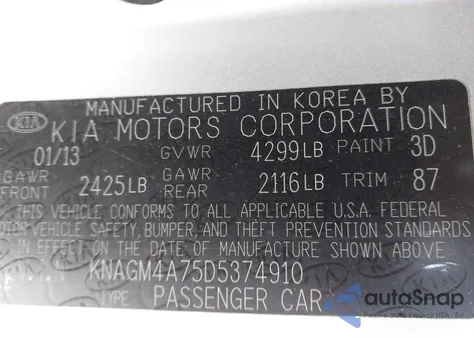 MANUFACTURED IN KOREA BY
KIA KIA MOTORS CORPORATION
01/13 GVWR 4299LB PAINT 3D
GAWR FRONT 2425LB GAWR REAR 2116LB TRIM 87
THIS VEHICLE CONFORMS TO ALL APPLICABLE U.S.A. FEDERAL
MOTOR VEHICLE SAFETY, BUMPER, AND THEFT PREVENTION STANDARDS
IN EFFECT ON THE DATE OF MANUFACTURE SHOWN ABOVE
KNAGM4A75D5374910
TYPE PASSENGER CAR
autoSnap